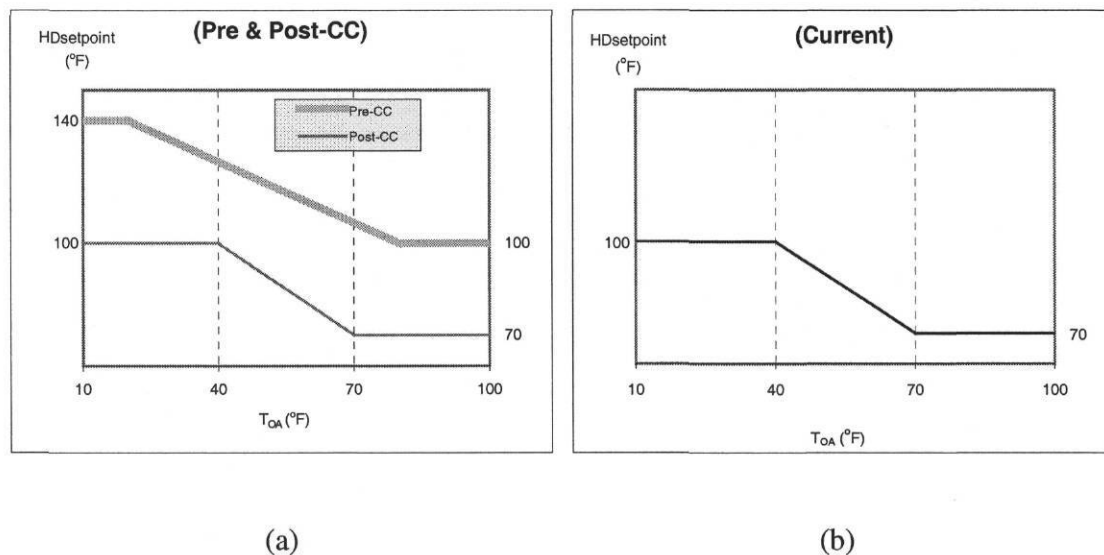 (Pre & Post-CC)
HDsetpoint
(°F)
Pre-CC
Post-CC
140
100
100
70
10
40
70
100
TOA (°F)
(a)
(Current)
HDsetpoint
(°F)
100
70
10
40
70
100
TOA (°F)
(b)